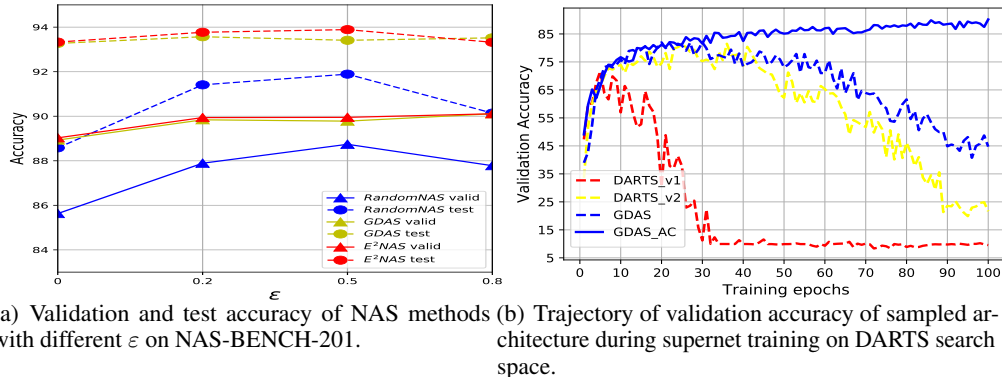 94
92
90
88
86
84
Accuracy
0.0
0.2
0.5
0.8
ε
RandomNAS valid
RandomNAS test
GDAS valid
GDAS test
E²NAS valid
E²NAS test
95
85
75
65
55
45
35
25
15
5
Validation Accuracy
0 10 20 30 40 50 60 70 80 90 100
Training epochs
DARTS_v1
DARTS_v2
GDAS
GDAS_AC
a) Validation and test accuracy of NAS methods
with different ε on NAS-BENCH-201.
(b) Trajectory of validation accuracy of sampled ar-
chitecture during supernet training on DARTS search
space.